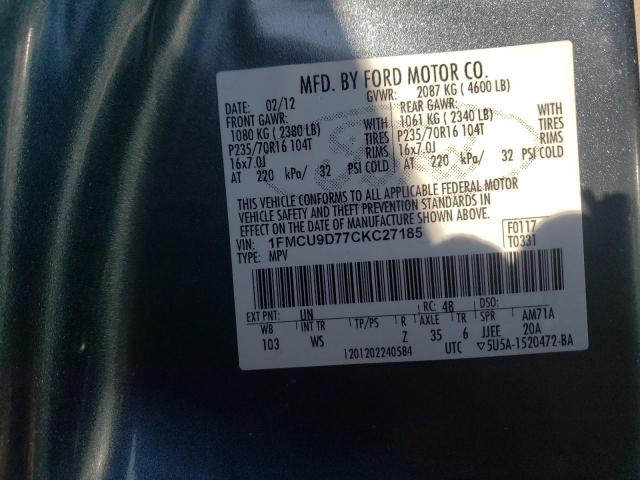 MFD. BY FORD MOTOR CO.
DATE: 02/12 GVWR: 2087 KG ( 4600 LB)
FRONT GAWR: REAR GAWR:
1080 KG ( 2380 LB) WITH 1061 KG ( 2340 LB) WITH
P235/70R16 104T TIRES P235/70R16 104T TIRES
16x7.0J RIMS 16x7.0J RIMS
AT 220 kPa/ 32 PSI COLD AT 220 kPa/ 32 PSI COLD
THIS VEHICLE CONFORMS TO ALL APPLICABLE FEDERAL MOTOR
VEHICLE SAFETY AND THEFT PREVENTION STANDARDS IN
EFFECT ON THE DATE OF MANUFACTURE SHOWN ABOVE.
VIN: 1FMCU9D77CKC27185 F0117
TYPE: MPV T0331
EXT PNT: UN RC: 48 DSO:
WB INT TR TP/PS R AXLE TR SPR AM71A
103 WS Z 35 6 JJEE 20A
1201202240584 UTC ▽5U5A-1520472-BA